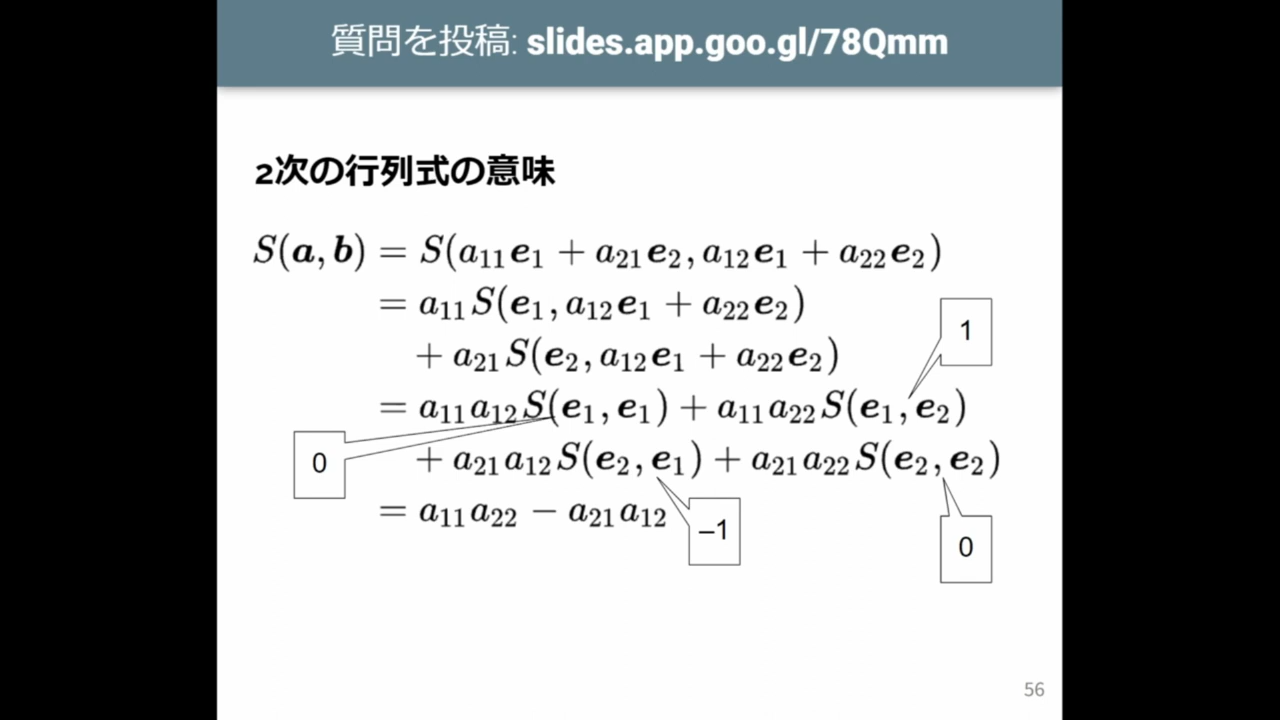 質問を投稿: slides.app.goo.gl/78Qmm
2次の行列式の意味
S(a, b) = S(a₁₁e₁ + a₂₁e₂, a₁₂e₁ + a₂₂e₂)
= a₁₁S(e₁, a₁₂e₁ + a₂₂e₂)
1
+ a₂₁S(e₂, a₁₂e₁ + a₂₂e₂)
= a₁₁a₁₂S(e₁, e₁) + a₁₁a₂₂S(e₁, e₂)
0
+ a₂₁a₁₂S(e₂, e₁) + a₂₁a₂₂S(e₂, e₂)
= a₁₁a₂₂ − a₂₁a₁₂
–1
0
56